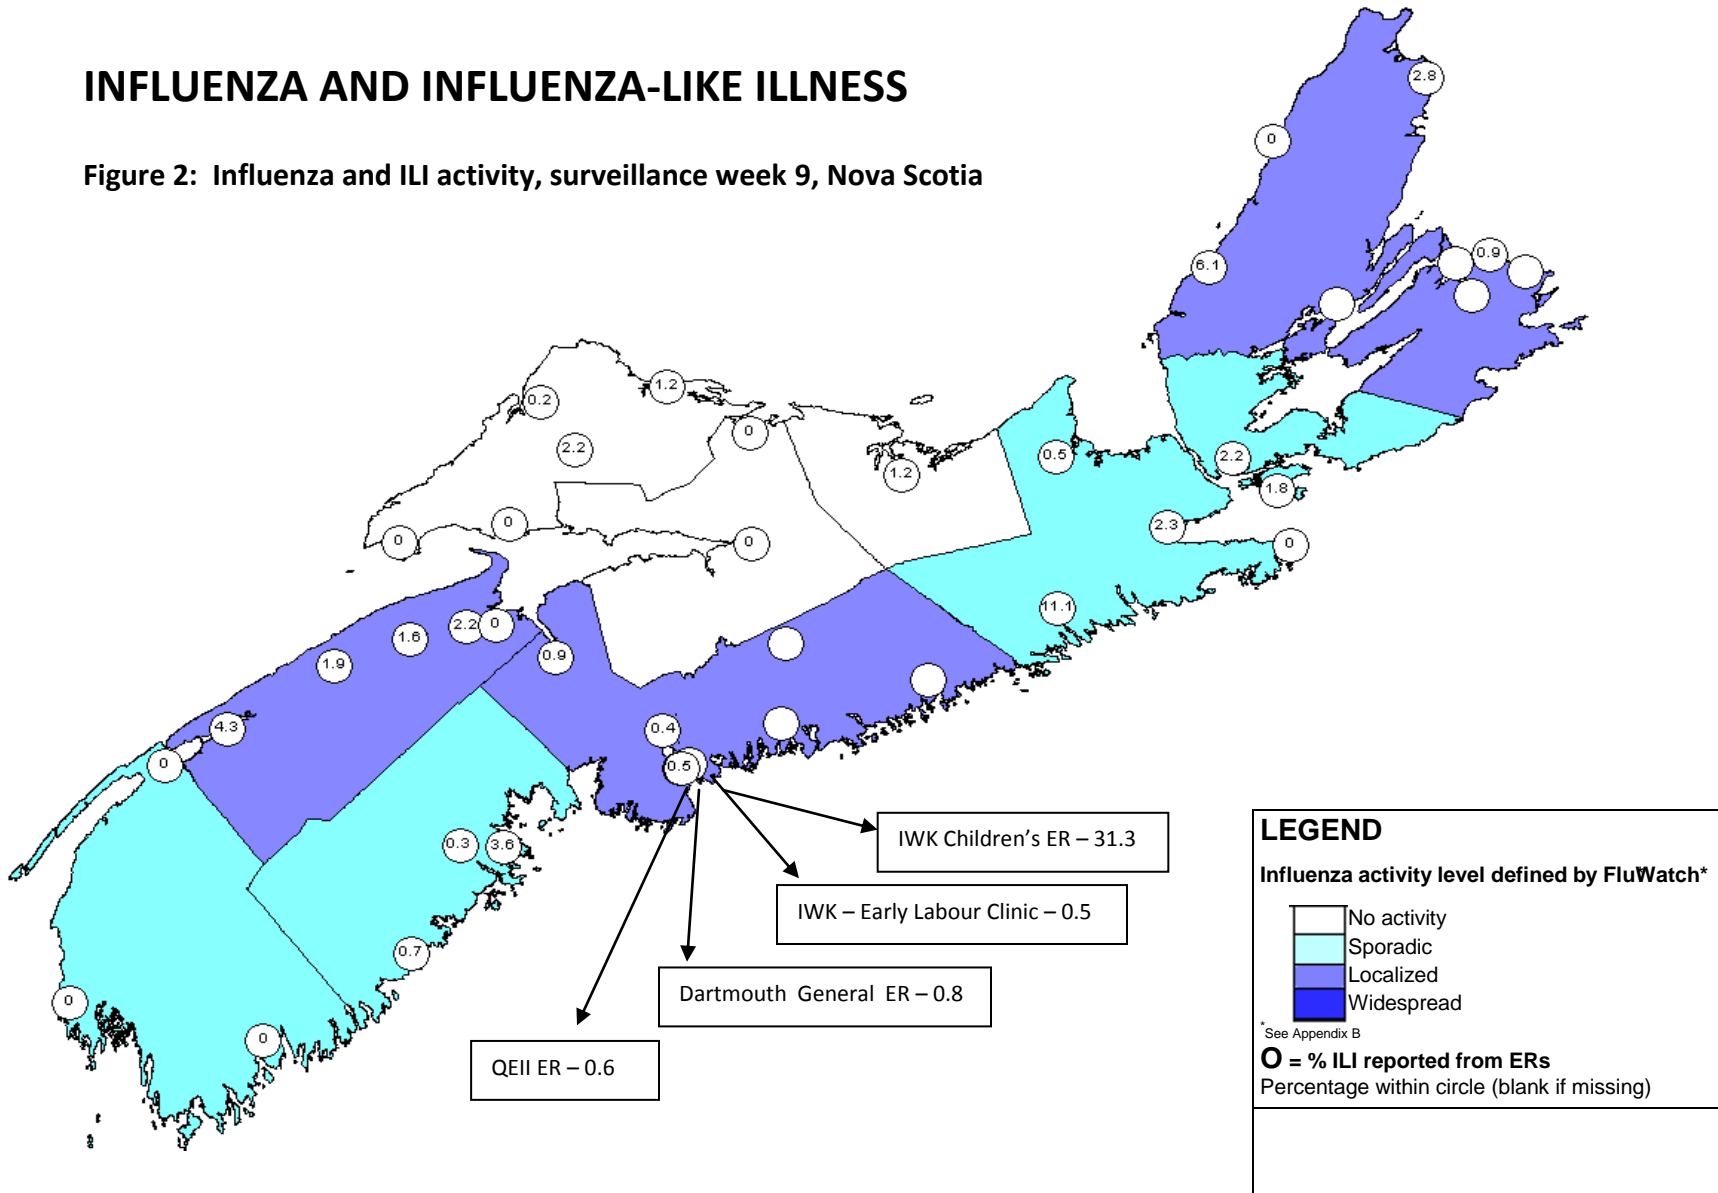 INFLUENZA AND INFLUENZA-LIKE ILLNESS
Figure 2: Influenza and ILI activity, surveillance week 9, Nova Scotia
2.8
0
6.1
0.9
1.2
0.2
0
2.2
1.2
0.5
2.2
1.8
0
0
0
2.3
0
11.1
2.2
0
1.6
0.9
1.9
4.3
0.4
0
0.5
0.3
3.6
0.7
0
0
IWK Children's ER – 31.3
IWK – Early Labour Clinic – 0.5
Dartmouth General ER – 0.8
QEII ER – 0.6
LEGEND
Influenza activity level defined by FluWatch*
No activity
Sporadic
Localized
Widespread
*See Appendix B
O = % ILI reported from ERs
Percentage within circle (blank if missing)